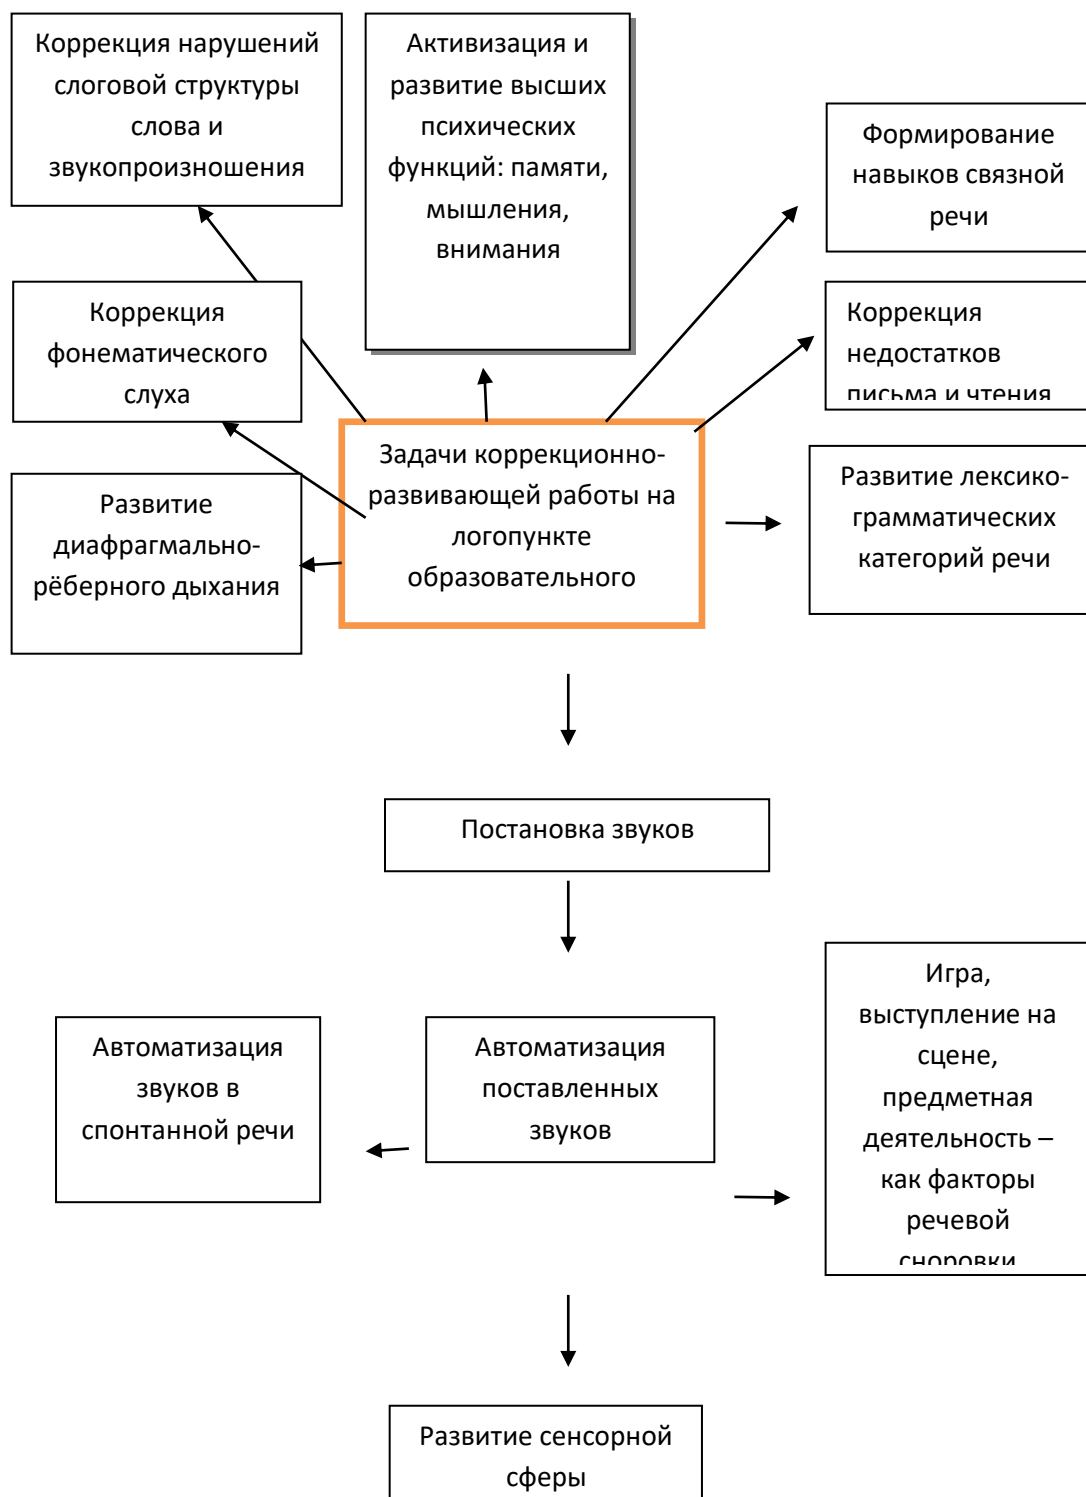 Коррекция нарушений
слоговой структуры
слова и
звукопроизношения
Активизация и
развитие высших
психических
функций: памяти,
мышления,
внимания
Формирование
навыков связной
речи
Коррекция
фонематического
слуха
Коррекция
недостатков
письма и чтения
Развитие
диафрагмально-
рёберного дыхания
Задачи коррекционно-
развивающей работы на
логопункте
образовательного
Развитие лексико-
грамматических
категорий речи
Постановка звуков
Автоматизация
звуков в
спонтанной речи
Автоматизация
поставленных
звуков
Игра,
выступление на
сцене,
предметная
деятельность –
как факторы
речевой
сноровки
Развитие сенсорной
сферы